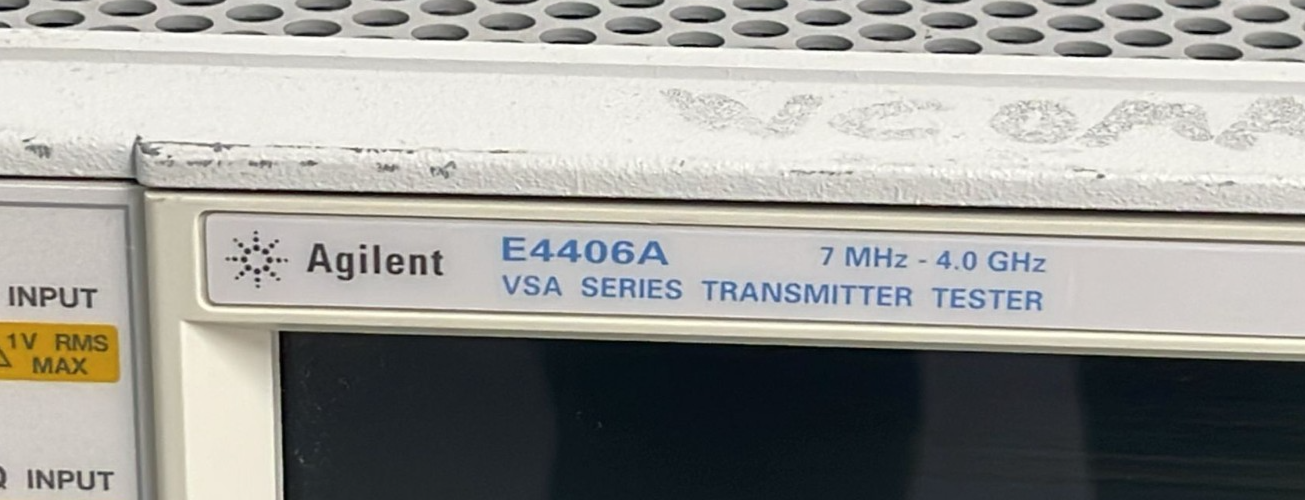 Agilent
E4406A 7 MHz - 4.0 GHz
VSA SERIES TRANSMITTER TESTER
INPUT
1V RMS
MAX
INPUT